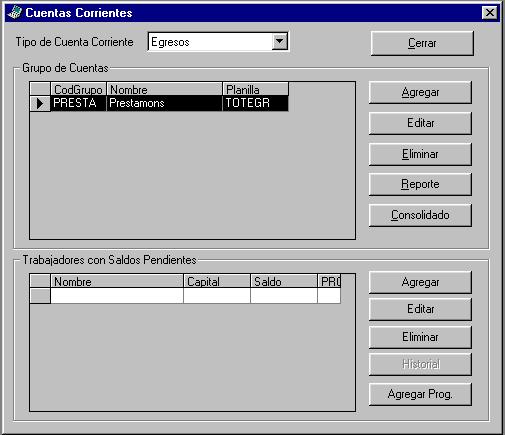 Cuentas Corrientes
Tipo de Cuenta Corriente Egresos Cerrar
Grupo de Cuentas
CodGrupo Nombre Planilla
PRESTA Prestamons TOTEGR
Agregar
Editar
Eliminar
Reporte
Consolidado
Trabajadores con Saldos Pendientes
Nombre Capital Saldo PRO
Agregar
Editar
Eliminar
Historial
Agregar Prog.